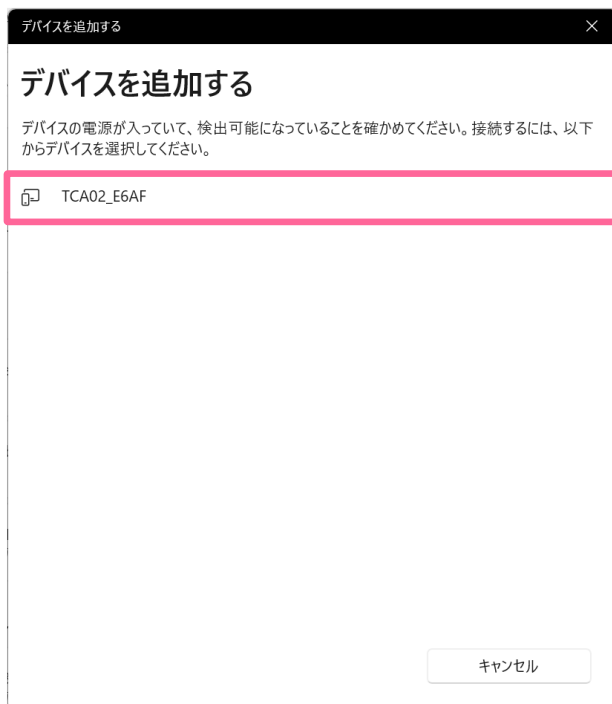 デバイスを追加する
デバイスを追加する
デバイスの電源が入っていて、検出可能になっていることを確かめてください。接続するには、以下
からデバイスを選択してください。
TCA02_E6AF
キャンセル